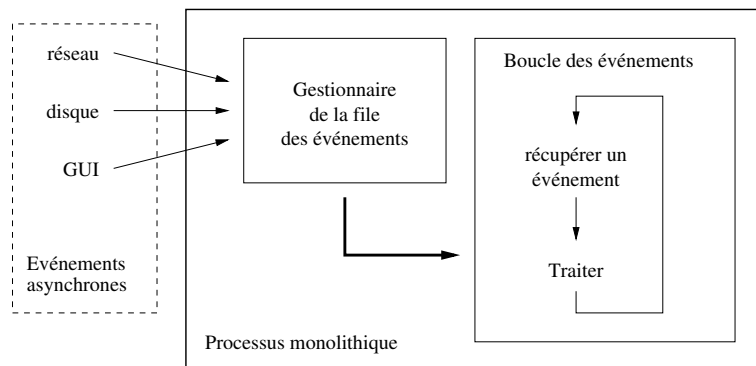 réseau
disque
GUI
Evénements
asynchrones
Gestionnaire
de la file
des événements
Boucle des événements
récupérer un
événement
Traiter
Processus monolithique